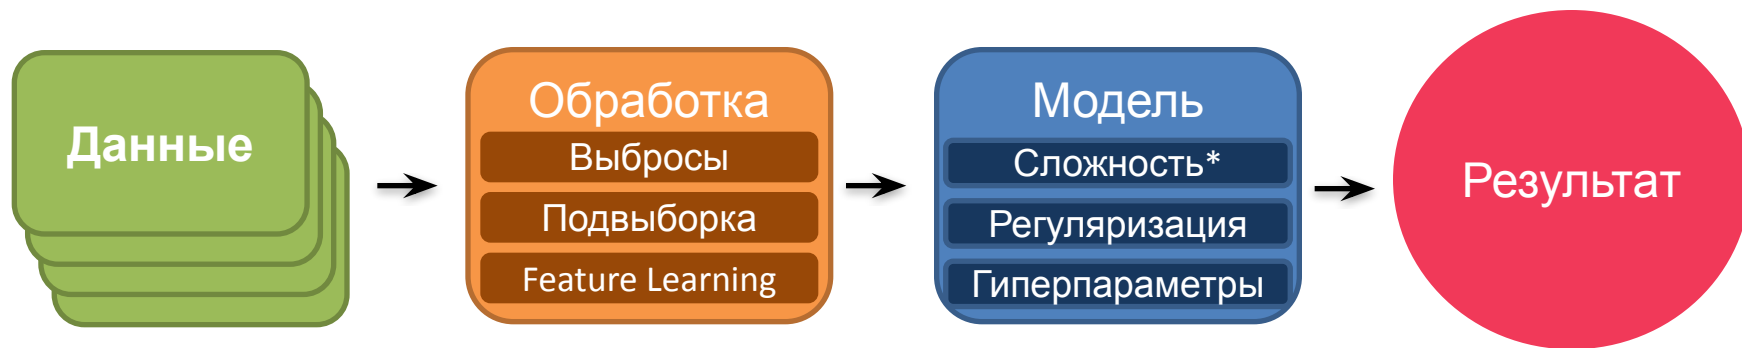 Данные
Обработка
Выбросы
Подвыборка
Feature Learning
Модель
Сложность*
Регуляризация
Гиперпараметры
Результат